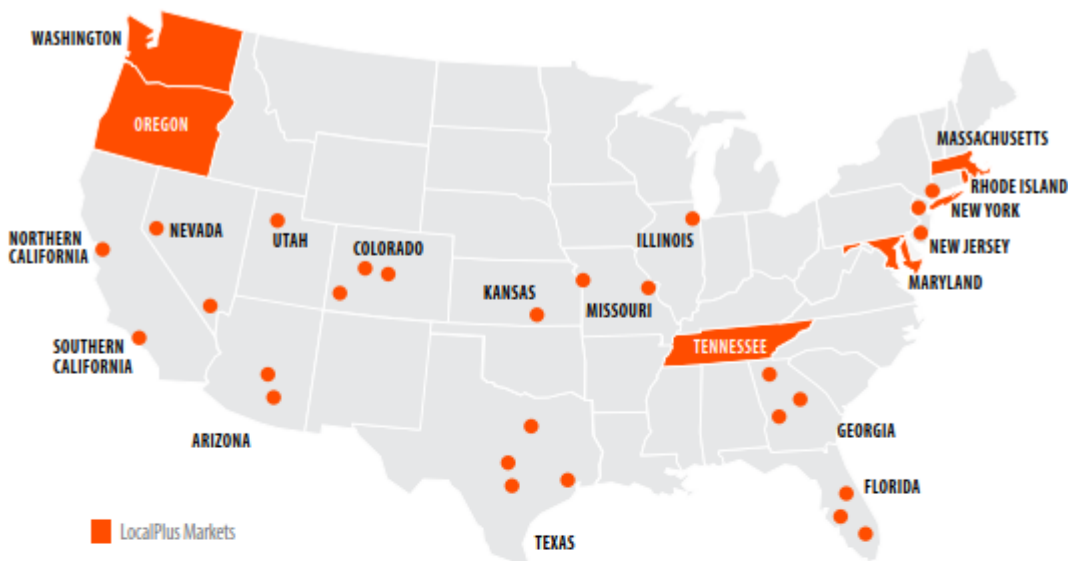 WASHINGTON
OREGON
MASSACHUSETTS
RHODE ISLAND
NEW YORK
NEVADA
NORTHERN
CALIFORNIA
UTAH
COLORADO
ILLINOIS
NEW JERSEY
MARYLAND
KANSAS
MISSOURI
SOUTHERN
CALIFORNIA
TENNESSEE
ARIZONA
GEORGIA
FLORIDA
LocalPlus Markets
TEXAS